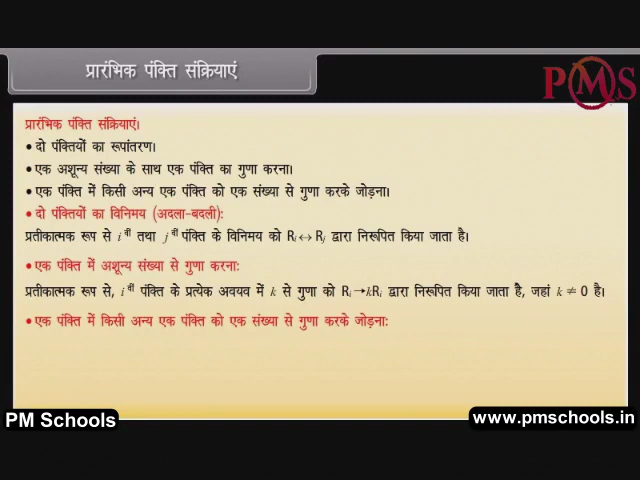 प्रारंभिक पंक्ति संक्रियाएं
PMS
प्रारंभिक पंक्ति संक्रियाएं।
• दो पंक्तियों का रूपांतरण।
• एक अशून्य संख्या के साथ एक पंक्ति का गुणा करना।
• एक पंक्ति में किसी अन्य एक पंक्ति को एक संख्या से गुणा करके जोड़ना।
• दो पंक्तियों का विनिमय (अदला-बदली):
प्रतीकात्मक रूप से i वीं तथा j वीं पंक्ति के विनिमय को Ri ↔ Rj द्वारा निरूपित किया जाता है।
• एक पंक्ति में अशून्य संख्या से गुणा करना:
प्रतीकात्मक रूप से, i वीं पंक्ति के प्रत्येक अवयव में k से गुणा को Ri → kRi द्वारा निरूपित किया जाता है, जहां k ≠ 0 है।
• एक पंक्ति में किसी अन्य एक पंक्ति को एक संख्या से गुणा करके जोड़ना:
PM Schools
www.pmschools.in